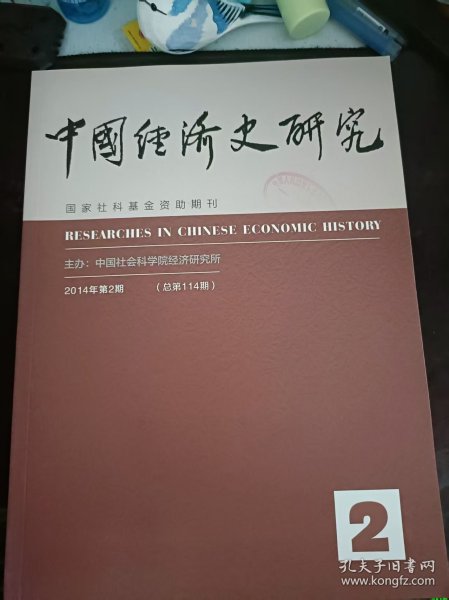 中國經濟史研究
国家社科基金资助期刊
RESEARCHES IN CHINESE ECONOMIC HISTORY
主办：中国社会科学院经济研究所
2014年第2期 （总第114期）
2
孔夫子旧书网
www.kongfz.com